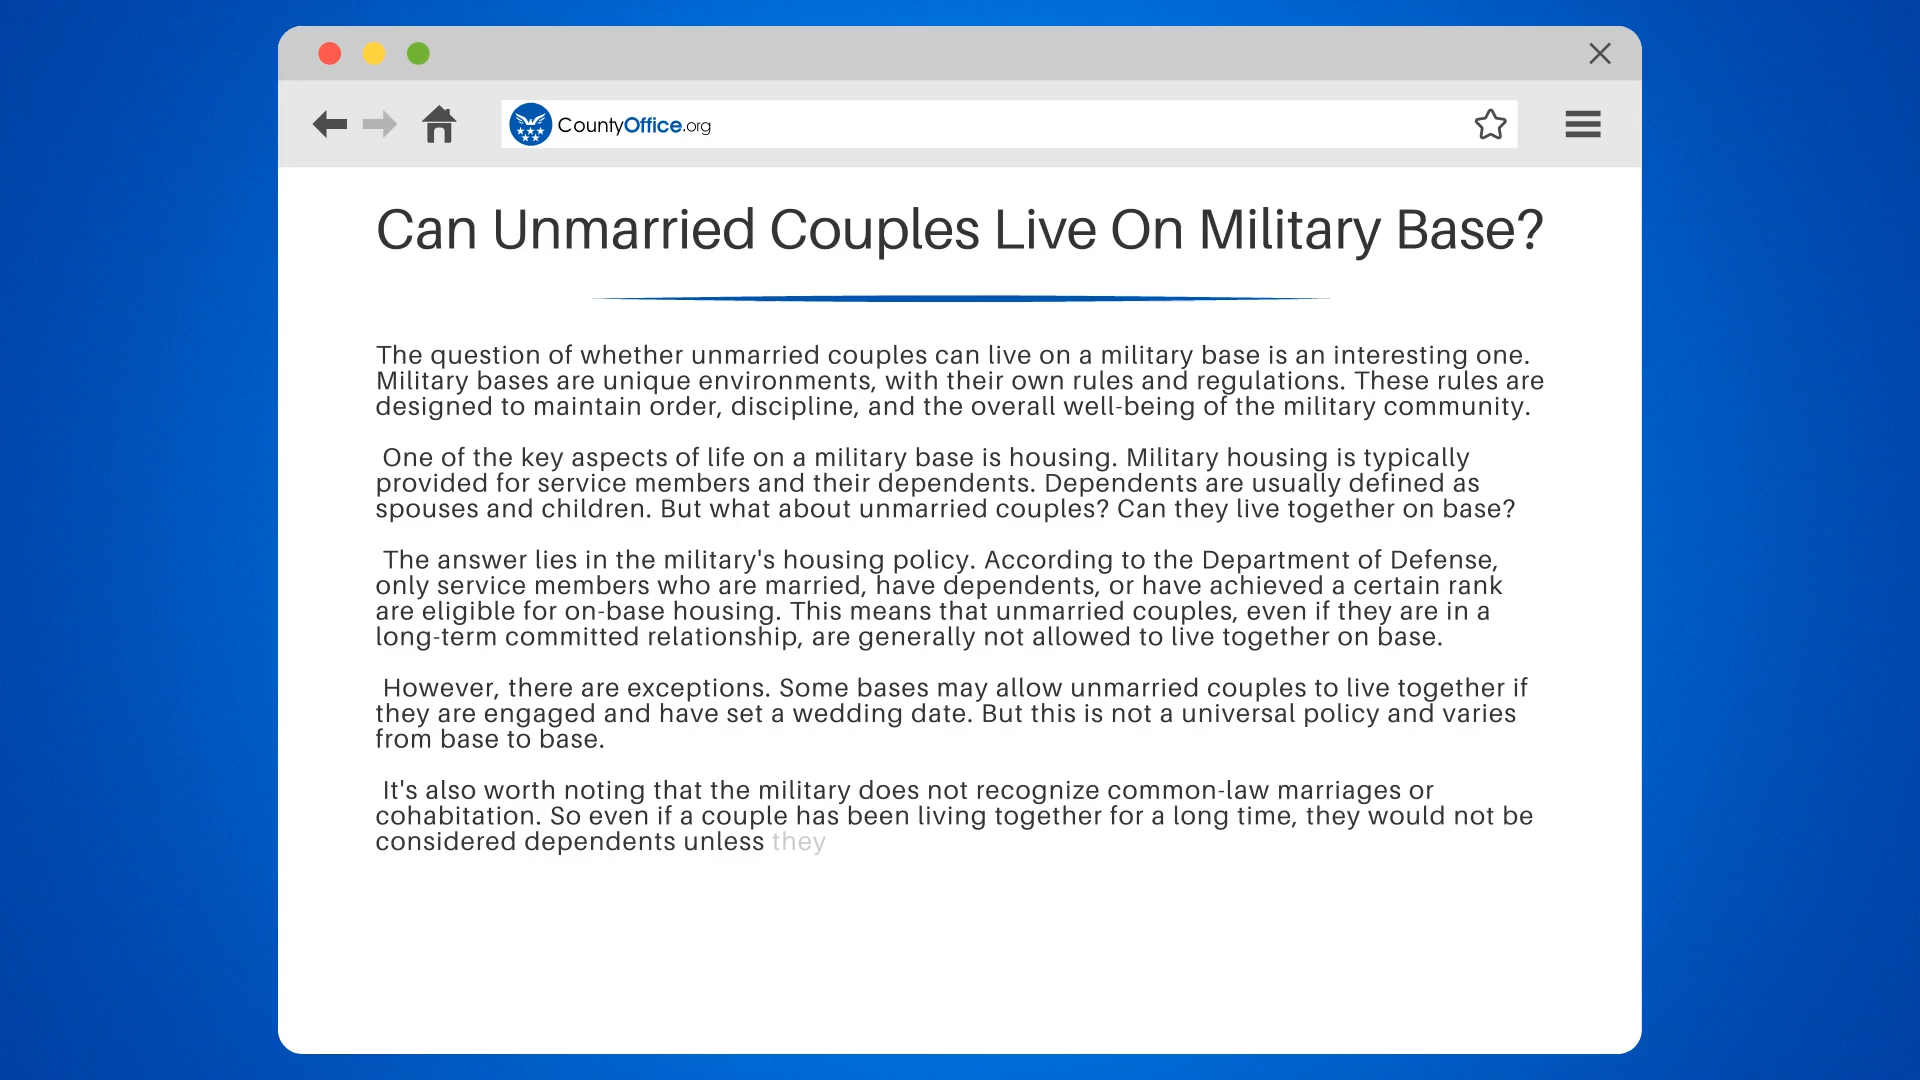 CountyOffice.org
Can Unmarried Couples Live On Military Base?
The question of whether unmarried couples can live on a military base is an interesting one.
Military bases are unique environments, with their own rules and regulations. These rules are
designed to maintain order, discipline, and the overall well-being of the military community.
One of the key aspects of life on a military base is housing. Military housing is typically
provided for service members and their dependents. Dependents are usually defined as
spouses and children. But what about unmarried couples? Can they live together on base?
The answer lies in the military's housing policy. According to the Department of Defense,
only service members who are married, have dependents, or have achieved a certain rank
are eligible for on-base housing. This means that unmarried couples, even if they are in a
long-term committed relationship, are generally not allowed to live together on base.
However, there are exceptions. Some bases may allow unmarried couples to live together if
they are engaged and have set a wedding date. But this is not a universal policy and varies
from base to base.
It's also worth noting that the military does not recognize common-law marriages or
cohabitation. So even if a couple has been living together for a long time, they would not be
considered dependents unless they